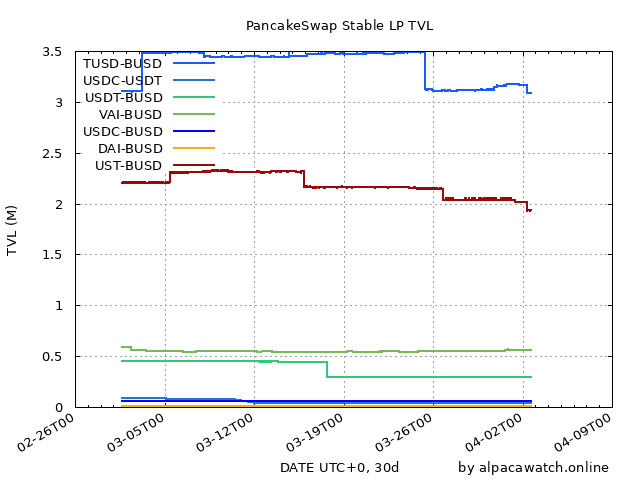 PancakeSwap Stable LP TVL
3.5
3
2.5
2
1.5
1
0.5
0
TVL (M)
TUSD-BUSD
USDC-USDT
USDT-BUSD
VAI-BUSD
USDC-BUSD
DAI-BUSD
UST-BUSD
02-26T00
03-05T00
03-12T00
03-19T00
03-26T00
04-02T00
04-09T00
DATE UTC+0, 30d
by alpacawatch.online